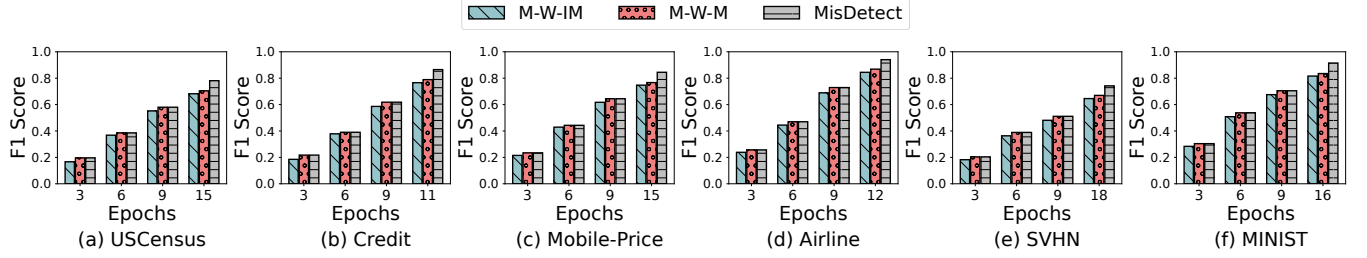 M-W-IM M-W-M MisDetect
F1 Score 0.0 0.2 0.4 0.6 0.8 1.0
3 6 9 15
Epochs
(a) USCensus
F1 Score 0.0 0.2 0.4 0.6 0.8 1.0
3 6 9 11
Epochs
(b) Credit
F1 Score 0.0 0.2 0.4 0.6 0.8 1.0
3 6 9 15
Epochs
(c) Mobile-Price
F1 Score 0.0 0.2 0.4 0.6 0.8 1.0
3 6 9 12
Epochs
(d) Airline
F1 Score 0.0 0.2 0.4 0.6 0.8 1.0
3 6 9 18
Epochs
(e) SVHN
F1 Score 0.0 0.2 0.4 0.6 0.8 1.0
3 6 9 16
Epochs
(f) MINIST